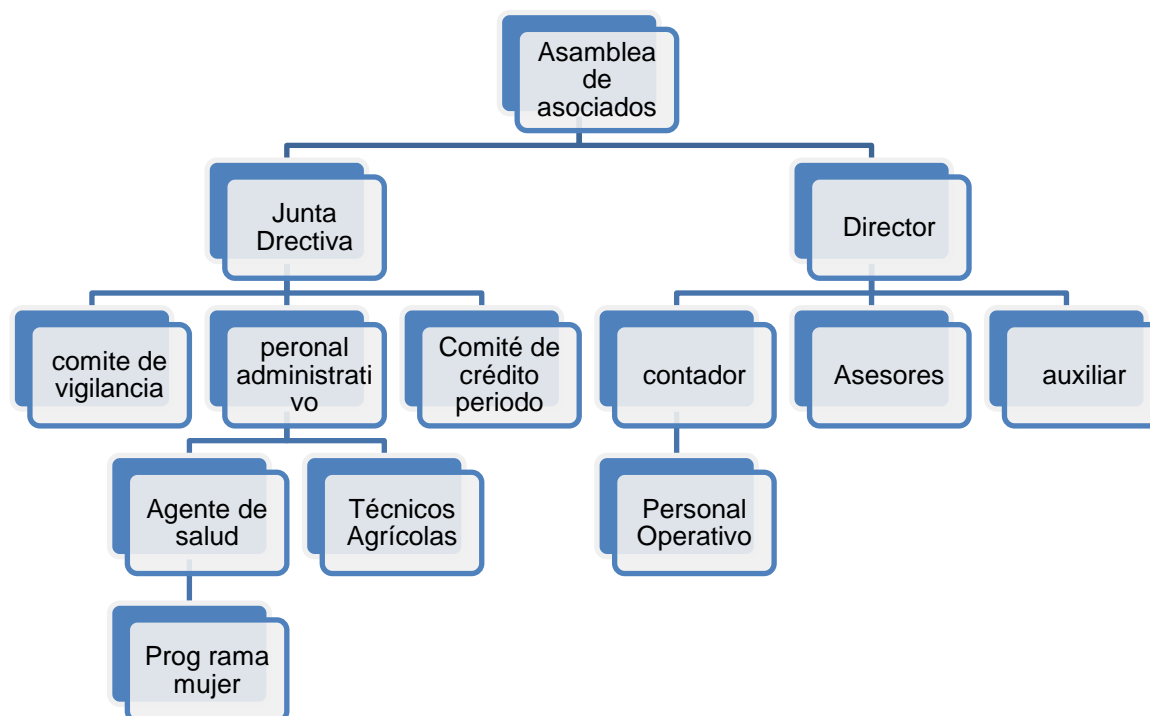 Asamblea
de
asociados
Junta
Drectiva
Director
comite de
vigilancia
peronal
administrati
vo
Comité de
crédito
periodo
contador
Asesores
auxiliar
Agente de
salud
Técnicos
Agrícolas
Personal
Operativo
Prog rama
mujer